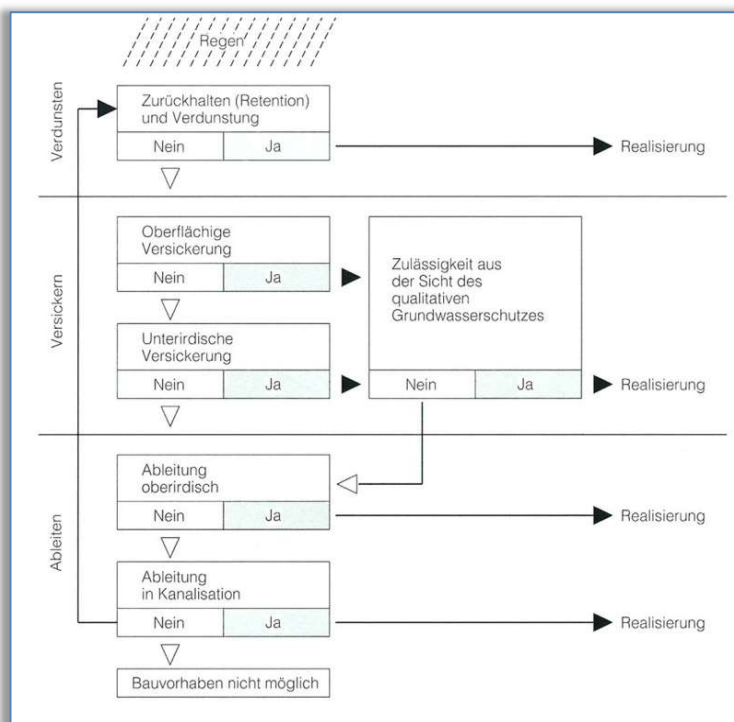 Regen
Verdunsten
Zurückhalten (Retention)
und Verdunstung
Nein
Ja
Realisierung
Versickern
Oberflächige
Versickerung
Nein
Ja
Zulässigkeit aus
der Sicht des
qualitativen
Grundwasserschutzes
Unterirdische
Versickerung
Nein
Ja
Nein
Ja
Realisierung
Ableiten
Ableitung
oberirdisch
Nein
Ja
Realisierung
Ableitung
in Kanalisation
Nein
Ja
Realisierung
Bauvorhaben nicht möglich